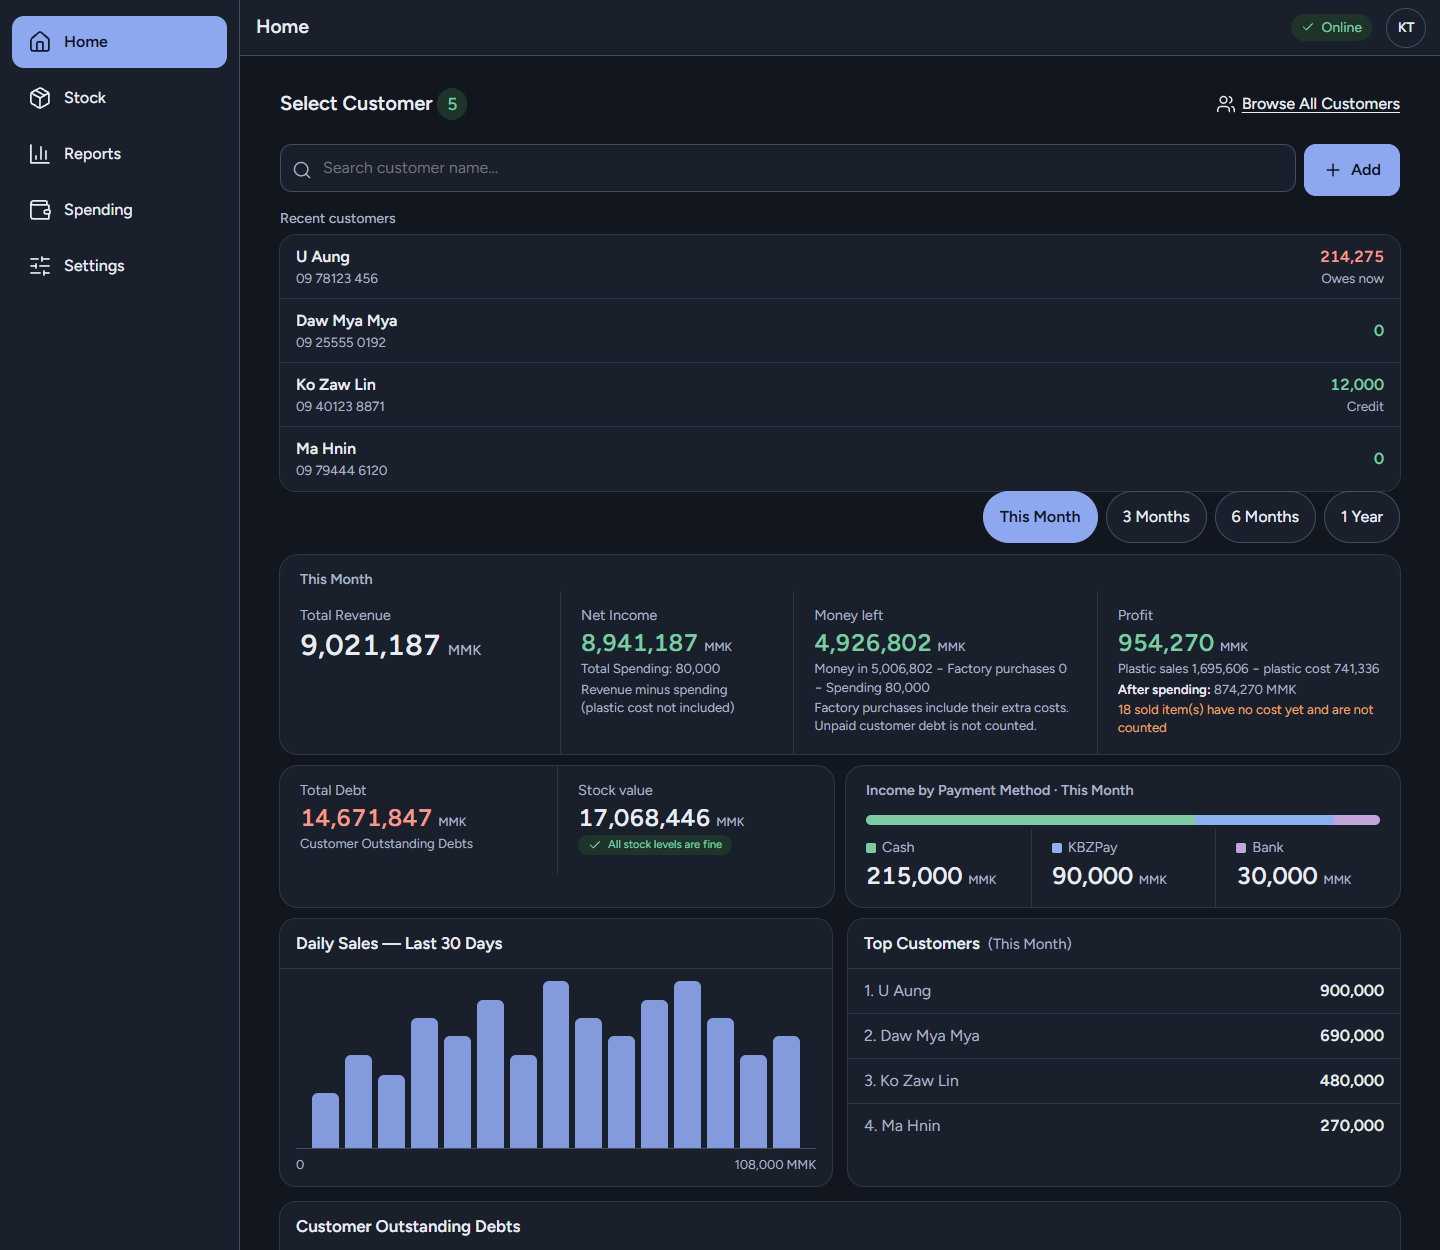 Home
Stock
Reports
Spending
Settings
Home
Online
KT
Select Customer 5
Browse All Customers
Search customer name...
Add
Recent customers
U Aung
09 78123 456
214,275
Owes now
Daw Mya Mya
09 25555 0192
0
Ko Zaw Lin
09 40123 8871
12,000
Credit
Ma Hnin
09 79444 6120
0
This Month
3 Months
6 Months
1 Year
This Month
Total Revenue
9,021,187 MMK
Net Income
8,941,187 MMK
Total Spending: 80,000
Revenue minus spending
(plastic cost not included)
Money left
4,926,802 MMK
Money in 5,006,802 − Factory purchases 0
− Spending 80,000
Factory purchases include their extra costs.
Unpaid customer debt is not counted.
Profit
954,270 MMK
Plastic sales 1,695,606 − plastic cost 741,336
After spending: 874,270 MMK
18 sold item(s) have no cost yet and are not
counted
Total Debt
14,671,847 MMK
Customer Outstanding Debts
Stock value
17,068,446 MMK
All stock levels are fine
Income by Payment Method · This Month
Cash
215,000 MMK
KBZPay
90,000 MMK
Bank
30,000 MMK
Daily Sales — Last 30 Days
0
108,000 MMK
Top Customers (This Month)
1. U Aung 900,000
2. Daw Mya Mya 690,000
3. Ko Zaw Lin 480,000
4. Ma Hnin 270,000
Customer Outstanding Debts